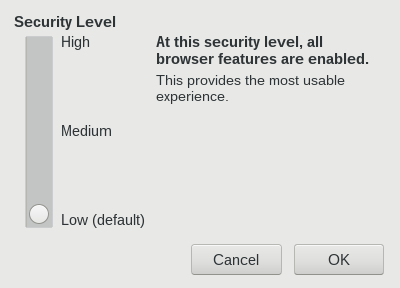 Security Level
High
At this security level, all
browser features are enabled.
This provides the most usable
experience.
Medium
Low (default)
Cancel
OK